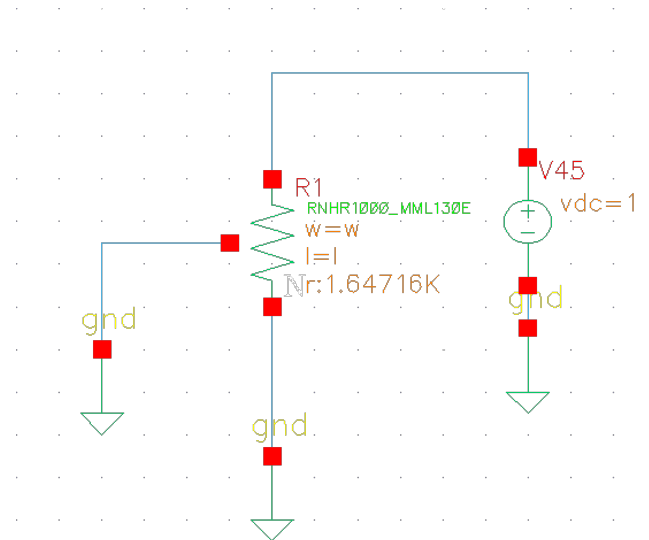 V45
R1
vdc=1
RNHR1000_MML130E
w=w
l=l
N
r:1.64716K
gnd
gnd
gnd